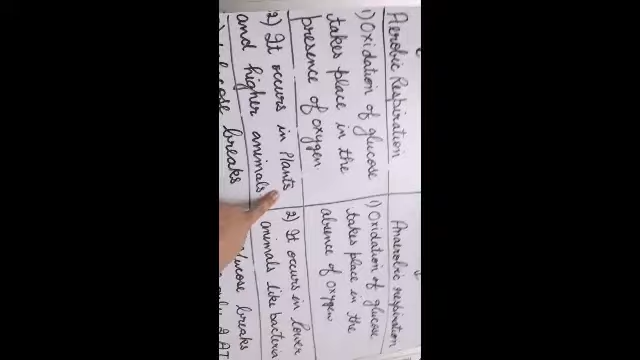 Aerobic Respiration
1) Oxidation of glucose
takes place in the
presence of oxygen.
2) It occurs in Plants
and higher animals
breaks
Anaerobic respiration
1) Oxidation of glucose
takes place in the
absence of oxygen
2) It occurs in lower
animals like bacteria
breaks